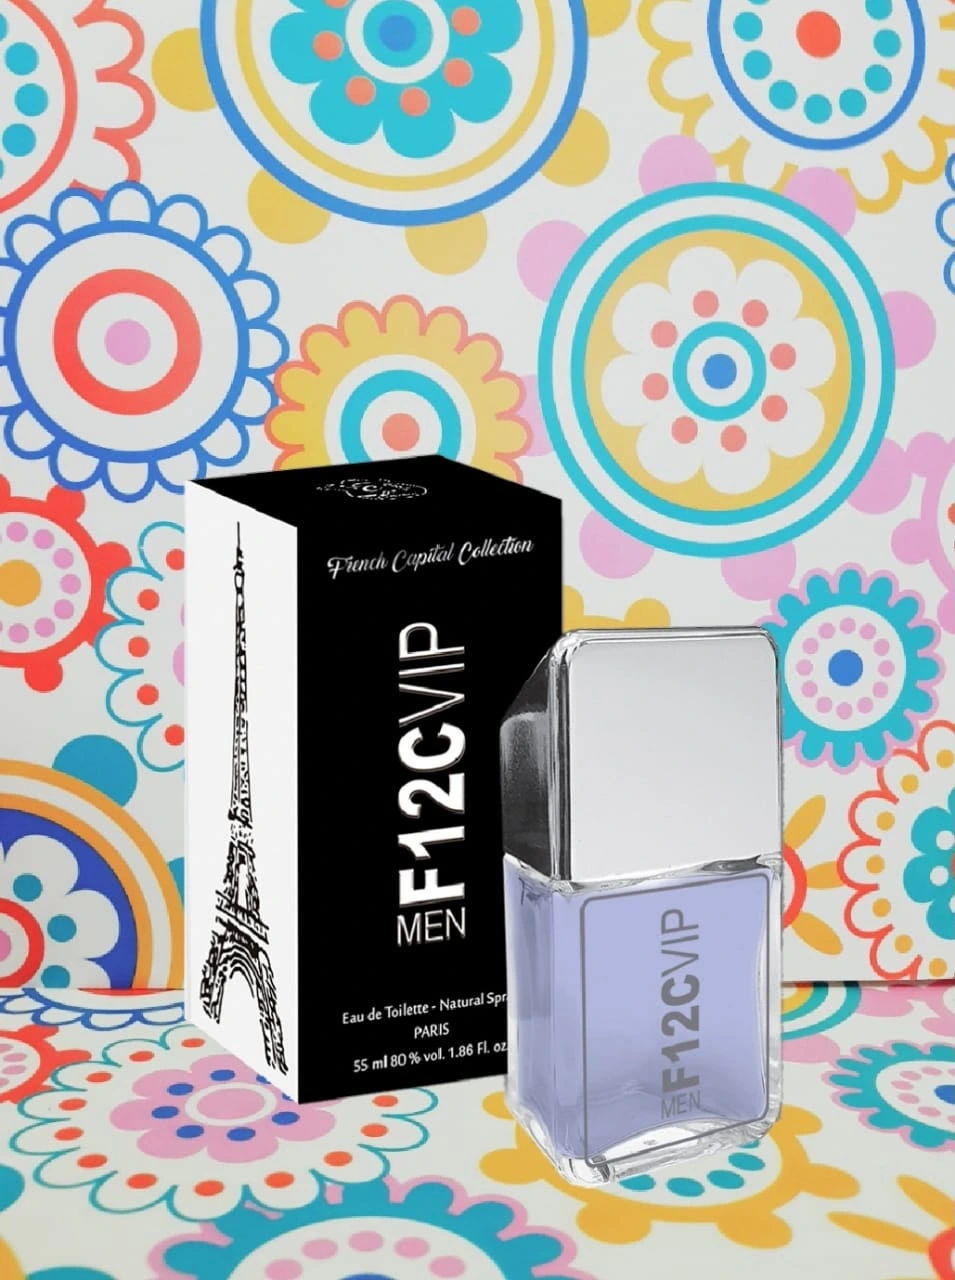 French Capital Collection
F12CVIP
MEN
Eau de Toilette - Natural Spra
PARIS
55 ml 80% vol. 1.86 Fl. oz
F12CVIP
MEN